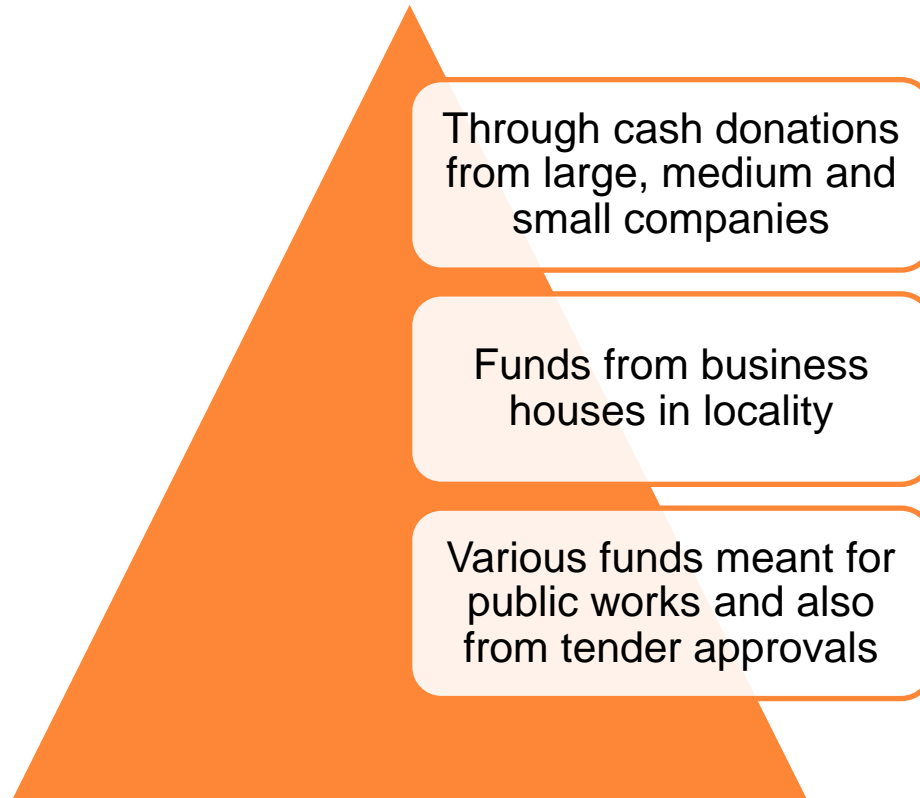 Through cash donations
from large, medium and
small companies
Funds from business
houses in locality
Various funds meant for
public works and also
from tender approvals